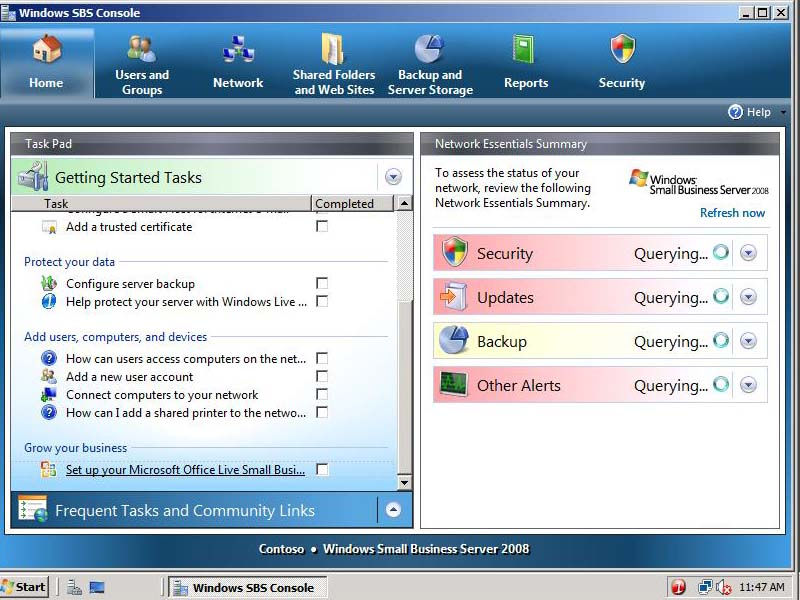 Windows SBS Console
Home
Users and
Groups
Network
Shared Folders
and Web Sites
Backup and
Server Storage
Reports
Security
Help
Task Pad
Getting Started Tasks
Task
Completed
Add a trusted certificate
Protect your data
Configure server backup
Help protect your server with Windows Live ...
Add users, computers, and devices
How can users access computers on the net...
Add a new user account
Connect computers to your network
How can I add a shared printer to the netwo...
Grow your business
Set up your Microsoft Office Live Small Busi...
Frequent Tasks and Community Links
Network Essentials Summary
To assess the status of your
network, review the following
Network Essentials Summary.
Windows
Small Business Server 2008
Refresh now
Security Querying...
Updates Querying...
Backup Querying...
Other Alerts Querying...
Contoso • Windows Small Business Server 2008
Start
Windows SBS Console
11:47 AM